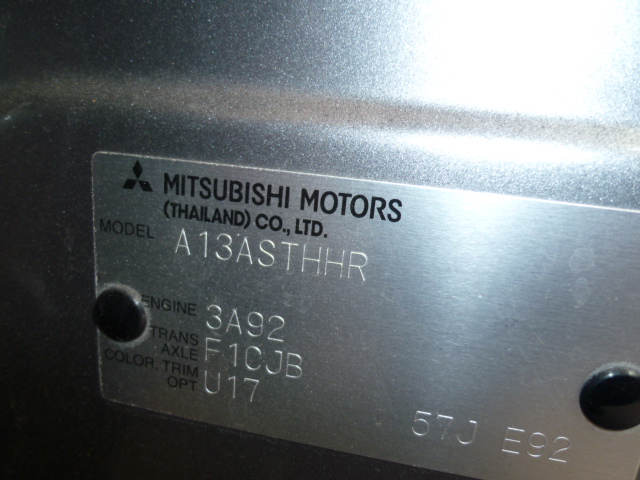 MITSUBISHI MOTORS
(THAILAND) CO., LTD.
MODEL A13ASTHHR
ENGINE 3A92
TRANS AXLE F1CJB
COLOR, TRIM OPT U17
57J E92